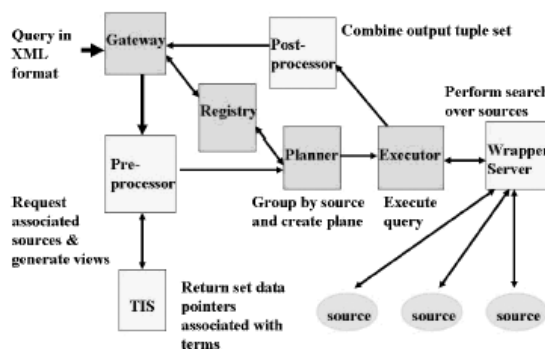 Query in
XML
format
Gateway
Post-
processor
Combine output tuple set
Registry
Perform search
over sources
Pre-
processor
Planner
Executor
Wrapper
Server
Request
associated
sources &
generate views
Group by source
and create plane
Execute
query
TIS
Return set data
pointers
associated with
terms
source
source
source